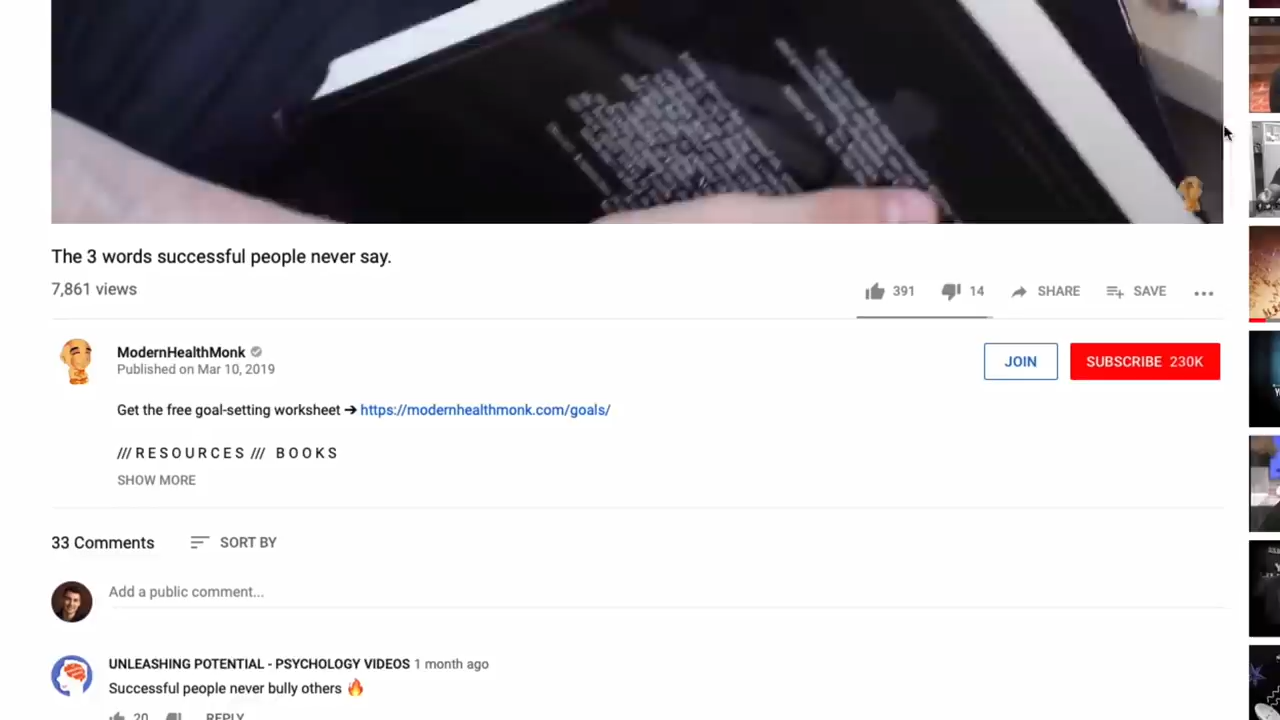 The 3 words successful people never say.
7,861 views
391 14 SHARE SAVE
ModernHealthMonk
Published on Mar 10, 2019
JOIN SUBSCRIBE 230K
Get the free goal-setting worksheet ➔ https://modernhealthmonk.com/goals/
/// R E S O U R C E S /// B O O K S
SHOW MORE
33 Comments SORT BY
Add a public comment...
UNLEASHING POTENTIAL - PSYCHOLOGY VIDEOS 1 month ago
Successful people never bully others 🔥
20 REPLY